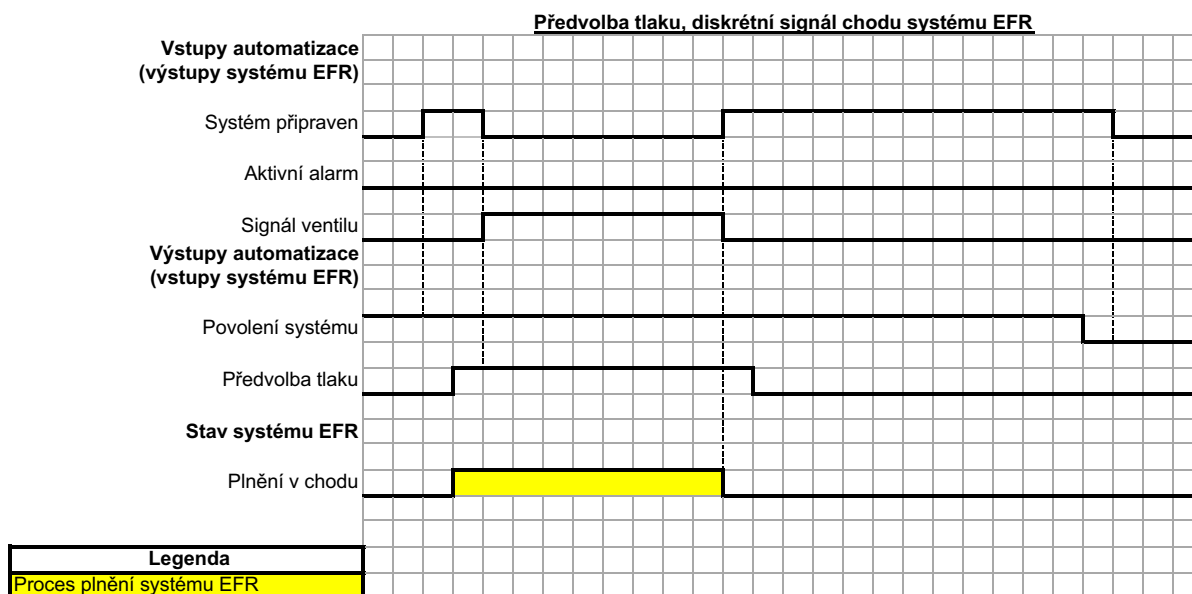 Předvolba tlaku, diskrétní signál chodu systému EFR
Vstupy automatizace
(výstupy systému EFR)
Systém připraven
Aktivní alarm
Signál ventilu
Výstupy automatizace
(vstupy systému EFR)
Povolení systému
Předvolba tlaku
Stav systému EFR
Plnění v chodu
Legenda
Proces plnění systému EFR